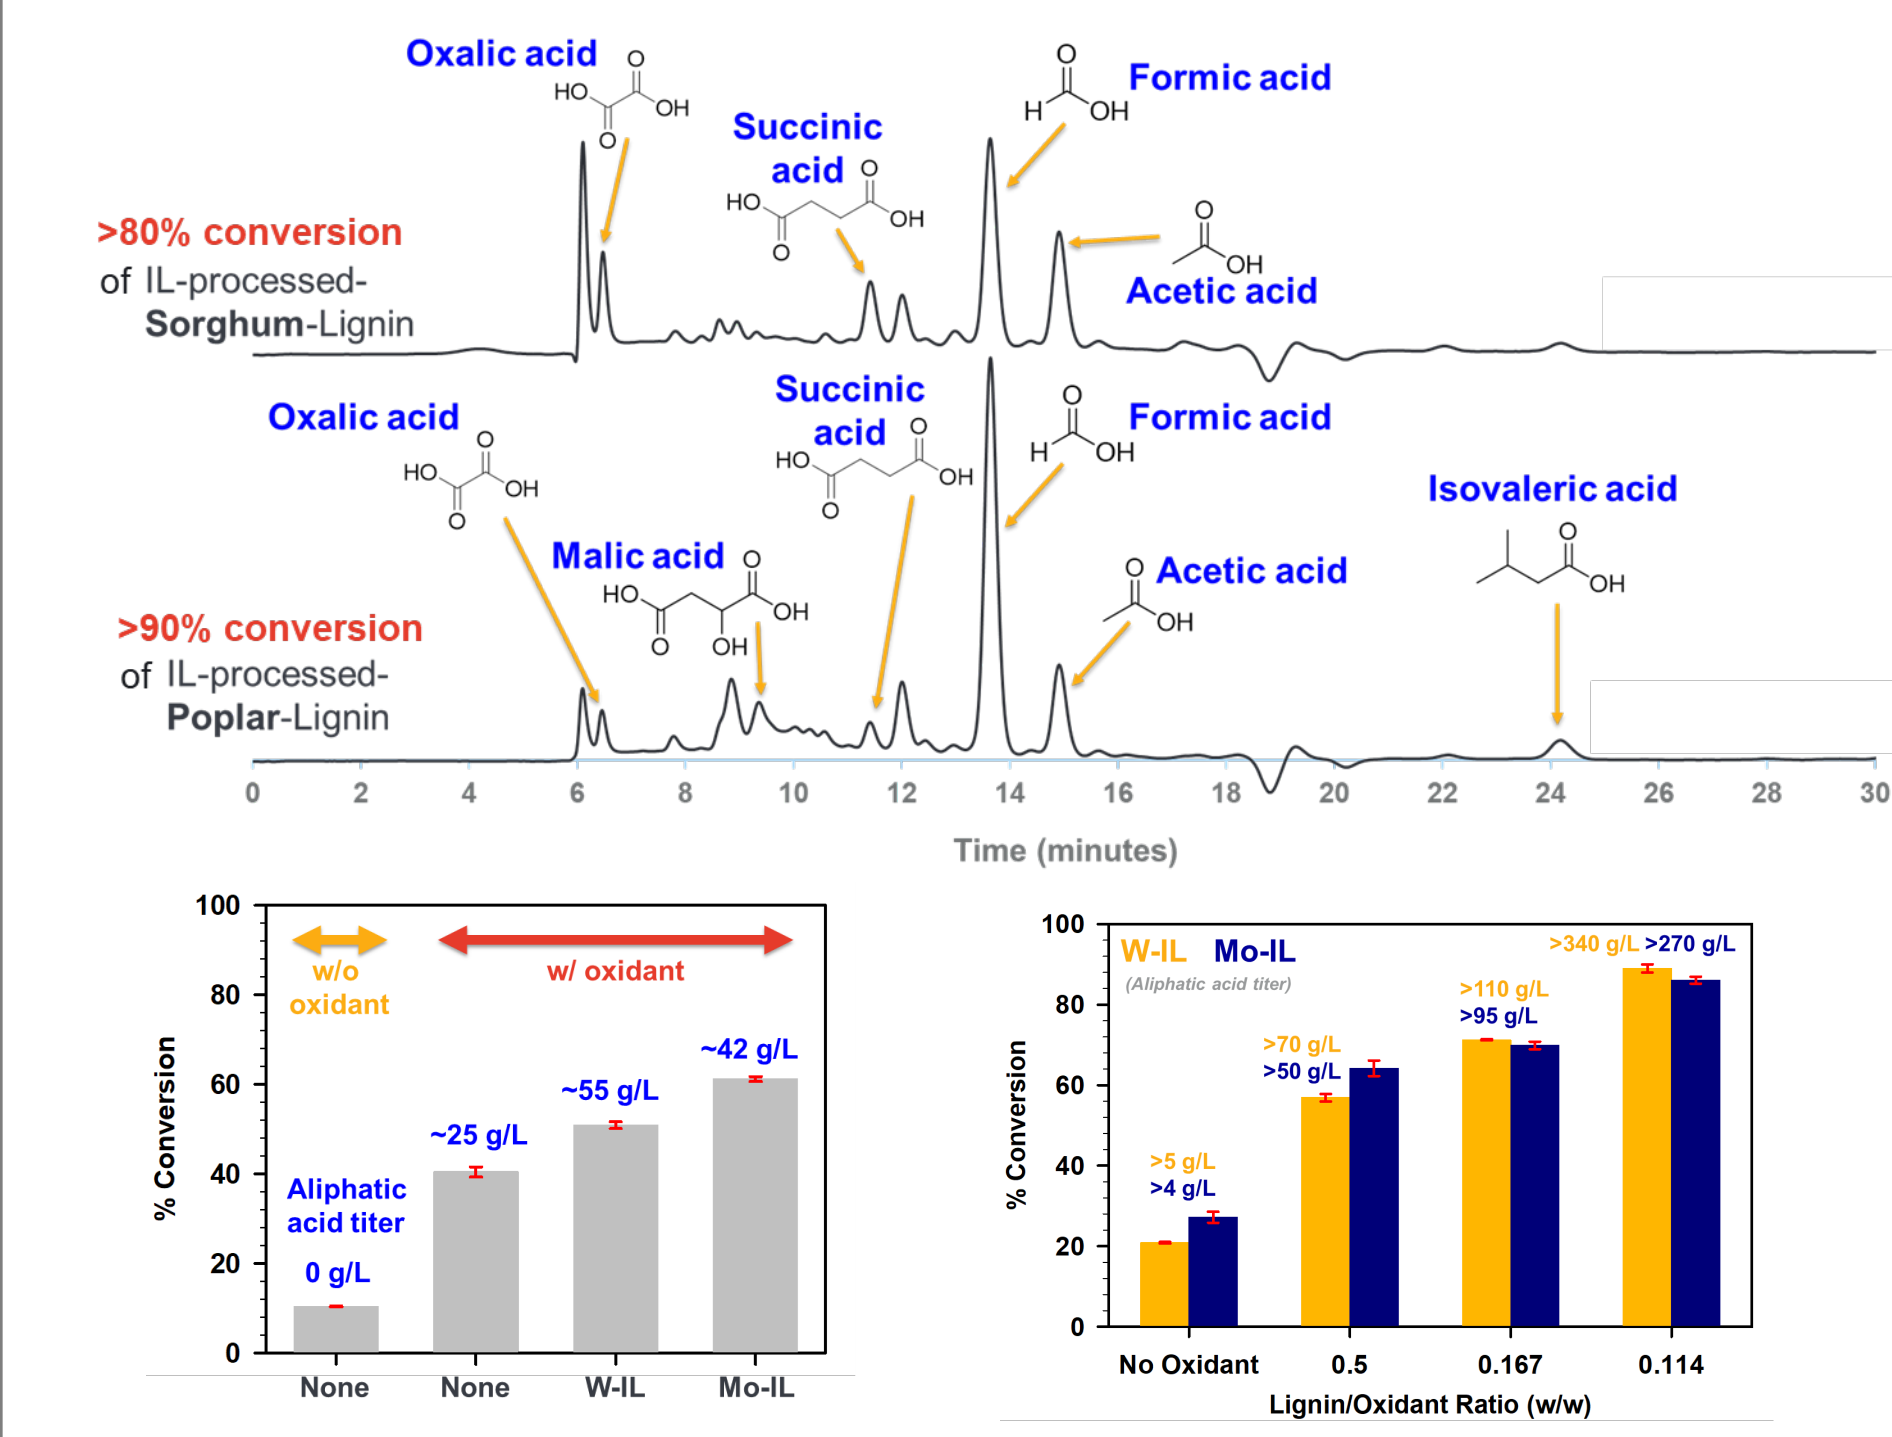 Oxalic acid
O
HO
OH
O
Succinic
acid
O
HO
OH
O
O
H
OH
Formic acid
O
OH
Acetic acid
>80% conversion
of IL-processed-
Sorghum-Lignin
Oxalic acid
O
HO
OH
O
Malic acid
O
HO
OH
O
OH
Succinic
acid
O
HO
OH
O
O
H
OH
Formic acid
O
OH
Acetic acid
Isovaleric acid
O
OH
>90% conversion
of IL-processed-
Poplar-Lignin
0 2 4 6 8 10 12 14 16 18 20 22 24 26 28 30
Time (minutes)
100
80
60
40
20
0
% Conversion
w/o
oxidant
w/ oxidant
Aliphatic
acid titer
0 g/L
~25 g/L
~55 g/L
~42 g/L
None None W-IL Mo-IL
100
80
60
40
20
0
% Conversion
W-IL Mo-IL
(Aliphatic acid titer)
>5 g/L
>4 g/L
>70 g/L
>50 g/L
>110 g/L
>95 g/L
>340 g/L >270 g/L
No Oxidant 0.5 0.167 0.114
Lignin/Oxidant Ratio (w/w)